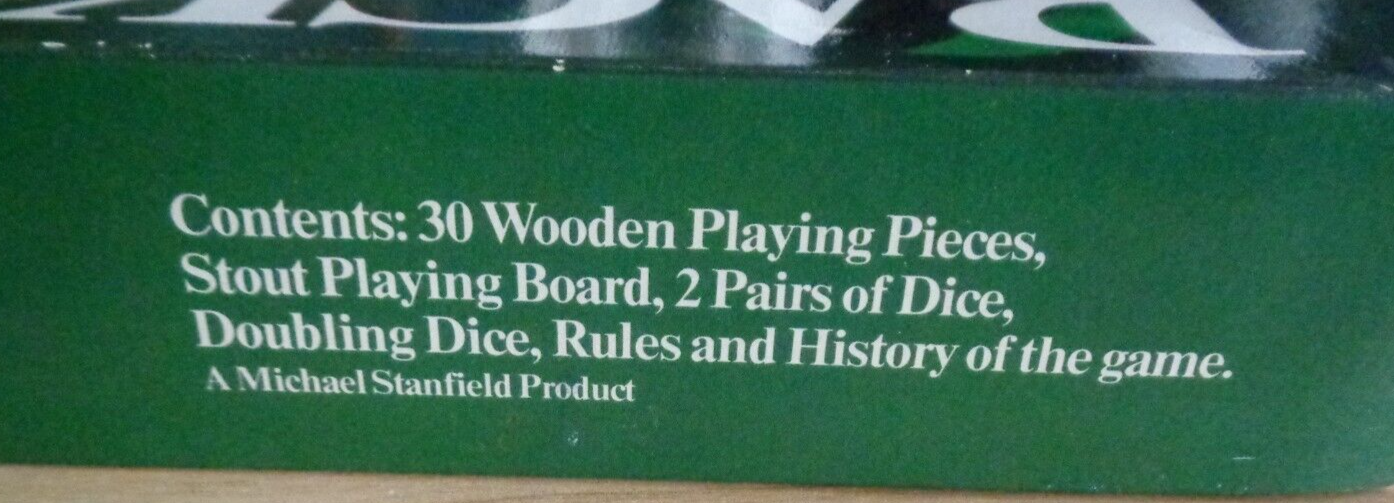 Contents: 30 Wooden Playing Pieces,
Stout Playing Board, 2 Pairs of Dice,
Doubling Dice, Rules and History of the game.
A Michael Stanfield Product